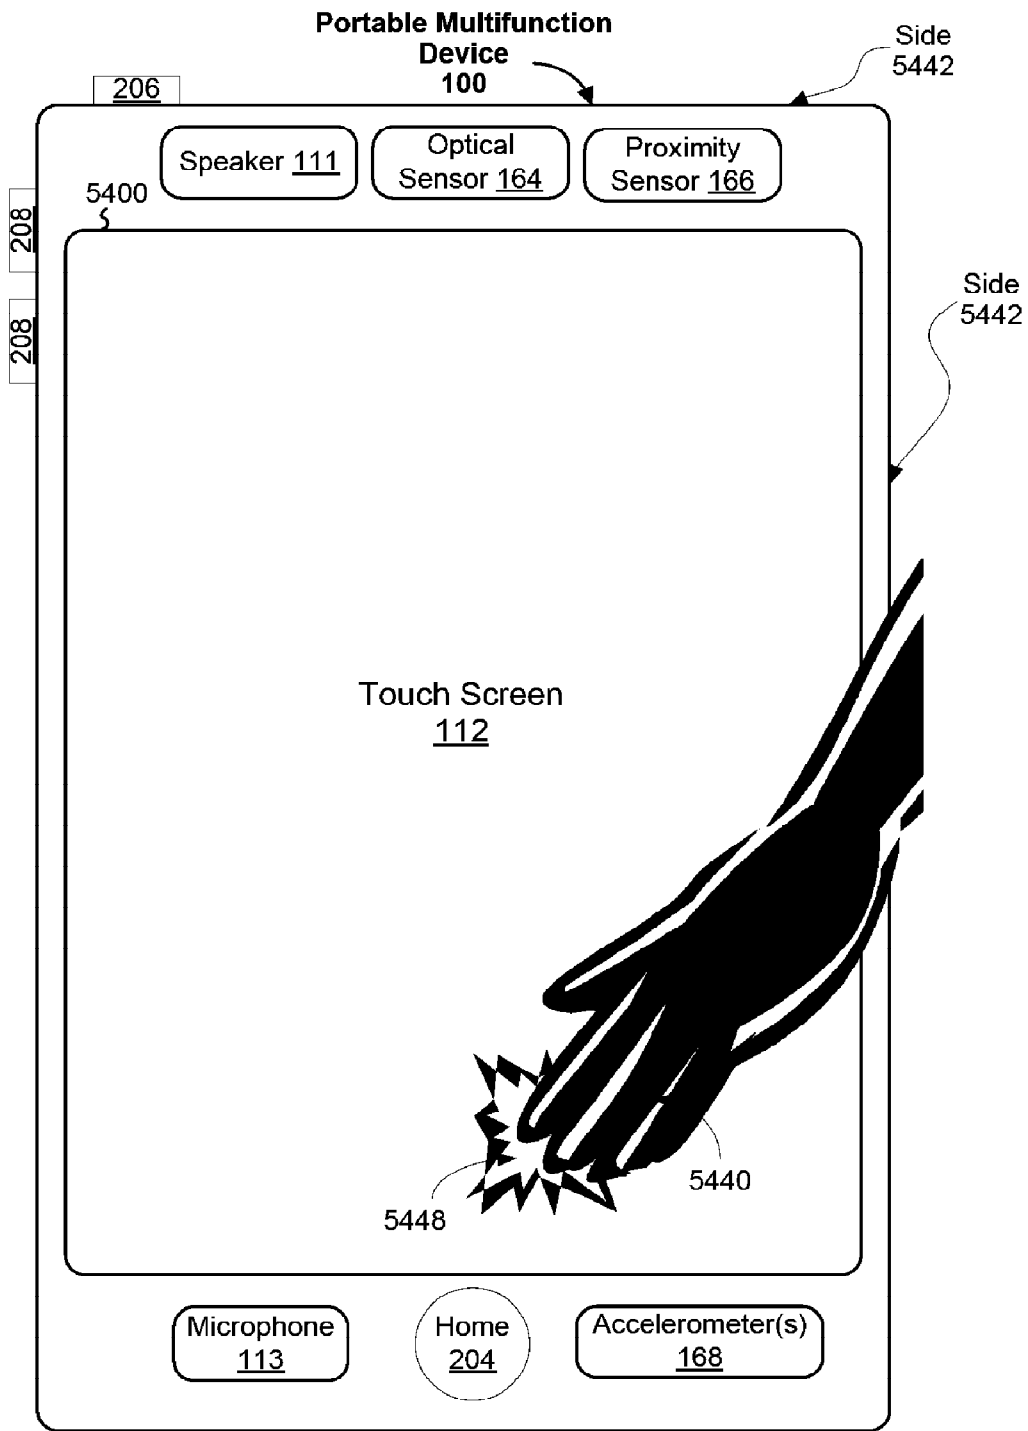 Portable Multifunction
Device
100
Side
5442
206
Speaker 111
Optical
Sensor 164
Proximity
Sensor 166
5400
208
208
Side
5442
Touch Screen
112
5440
5448
Microphone
113
Home
204
Accelerometer(s)
168